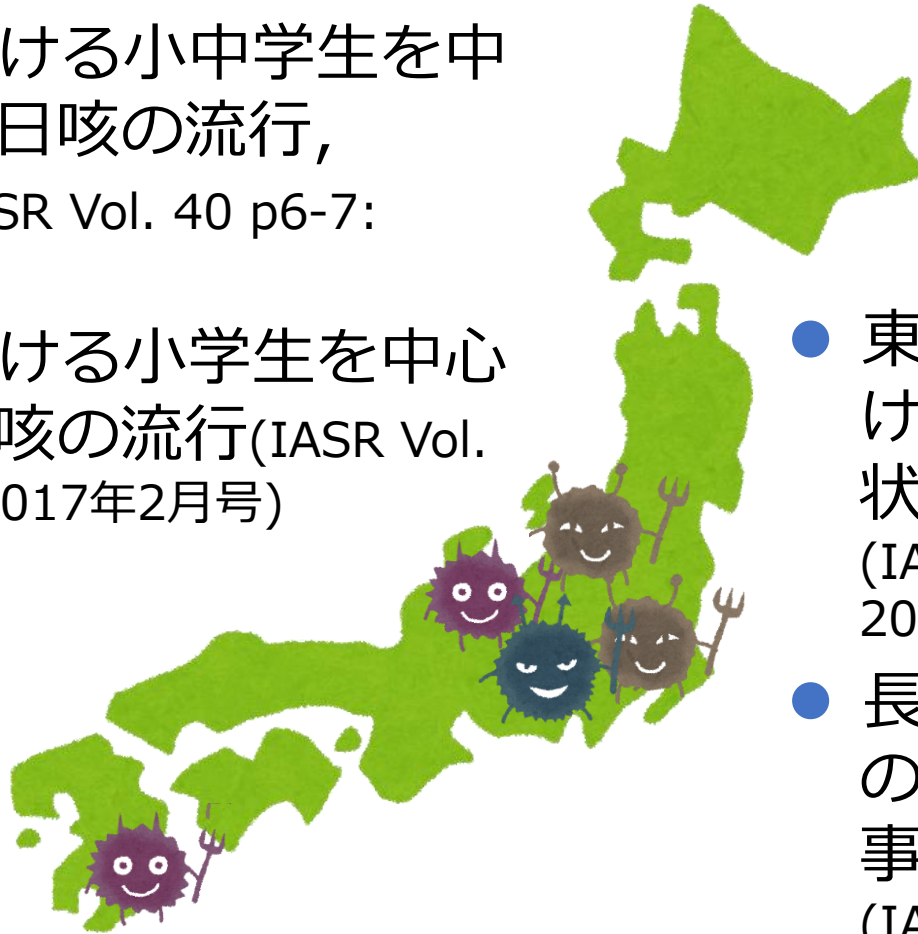 ける小中学生を中
日咳の流行,
SR Vol. 40 p6-7:
ける小学生を中心
咳の流行(IASR Vol.
017年2月号)
● 東
け
状
(IA
20
● 長
の
事
(IA